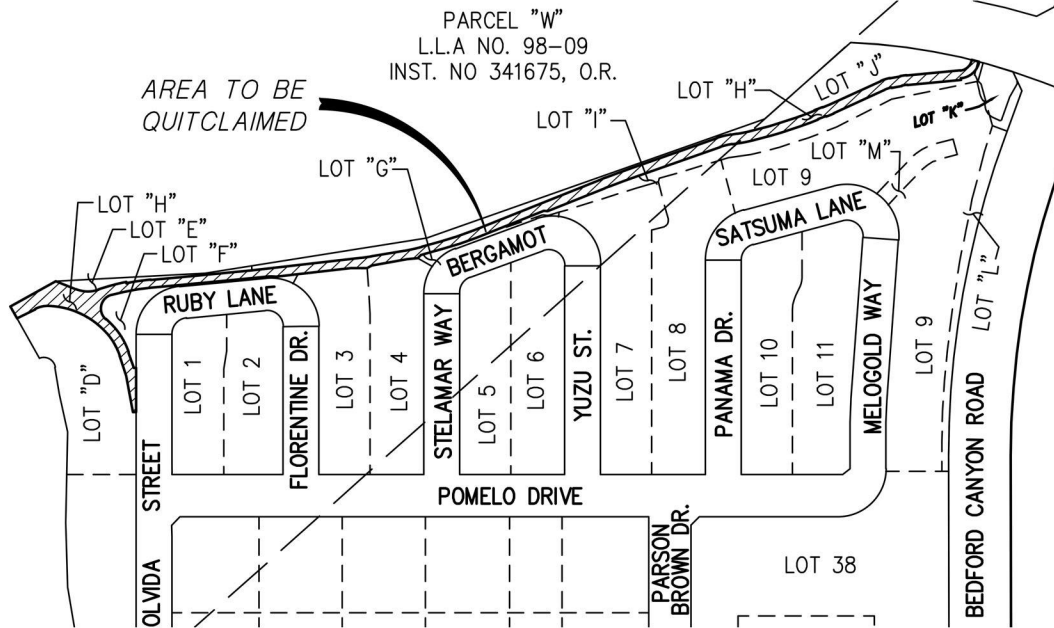 PARCEL "W"
L.L.A NO. 98-09
INST. NO 341675, O.R.
AREA TO BE
QUITCLAIMED
LOT "J"
LOT "H"
LOT "I"
LOT "K"
LOT "G"
LOT "M"
LOT 9
LOT "H"
LOT "E"
LOT "F"
SATSUMA LANE
BERGAMOT
RUBY LANE
LOT "D"
LOT 1
LOT 2
FLORENTINE DR.
LOT 3
LOT 4
STELAMAR WAY
LOT 5
LOT 6
YUZU ST.
LOT 7
LOT 8
PANAMA DR.
LOT 10
LOT 11
MELOGOLD WAY
LOT 9
LOT "L"
BEDFORD CANYON ROAD
OLVIDA STREET
POMELO DRIVE
PARSON
BROWN DR.
LOT 38